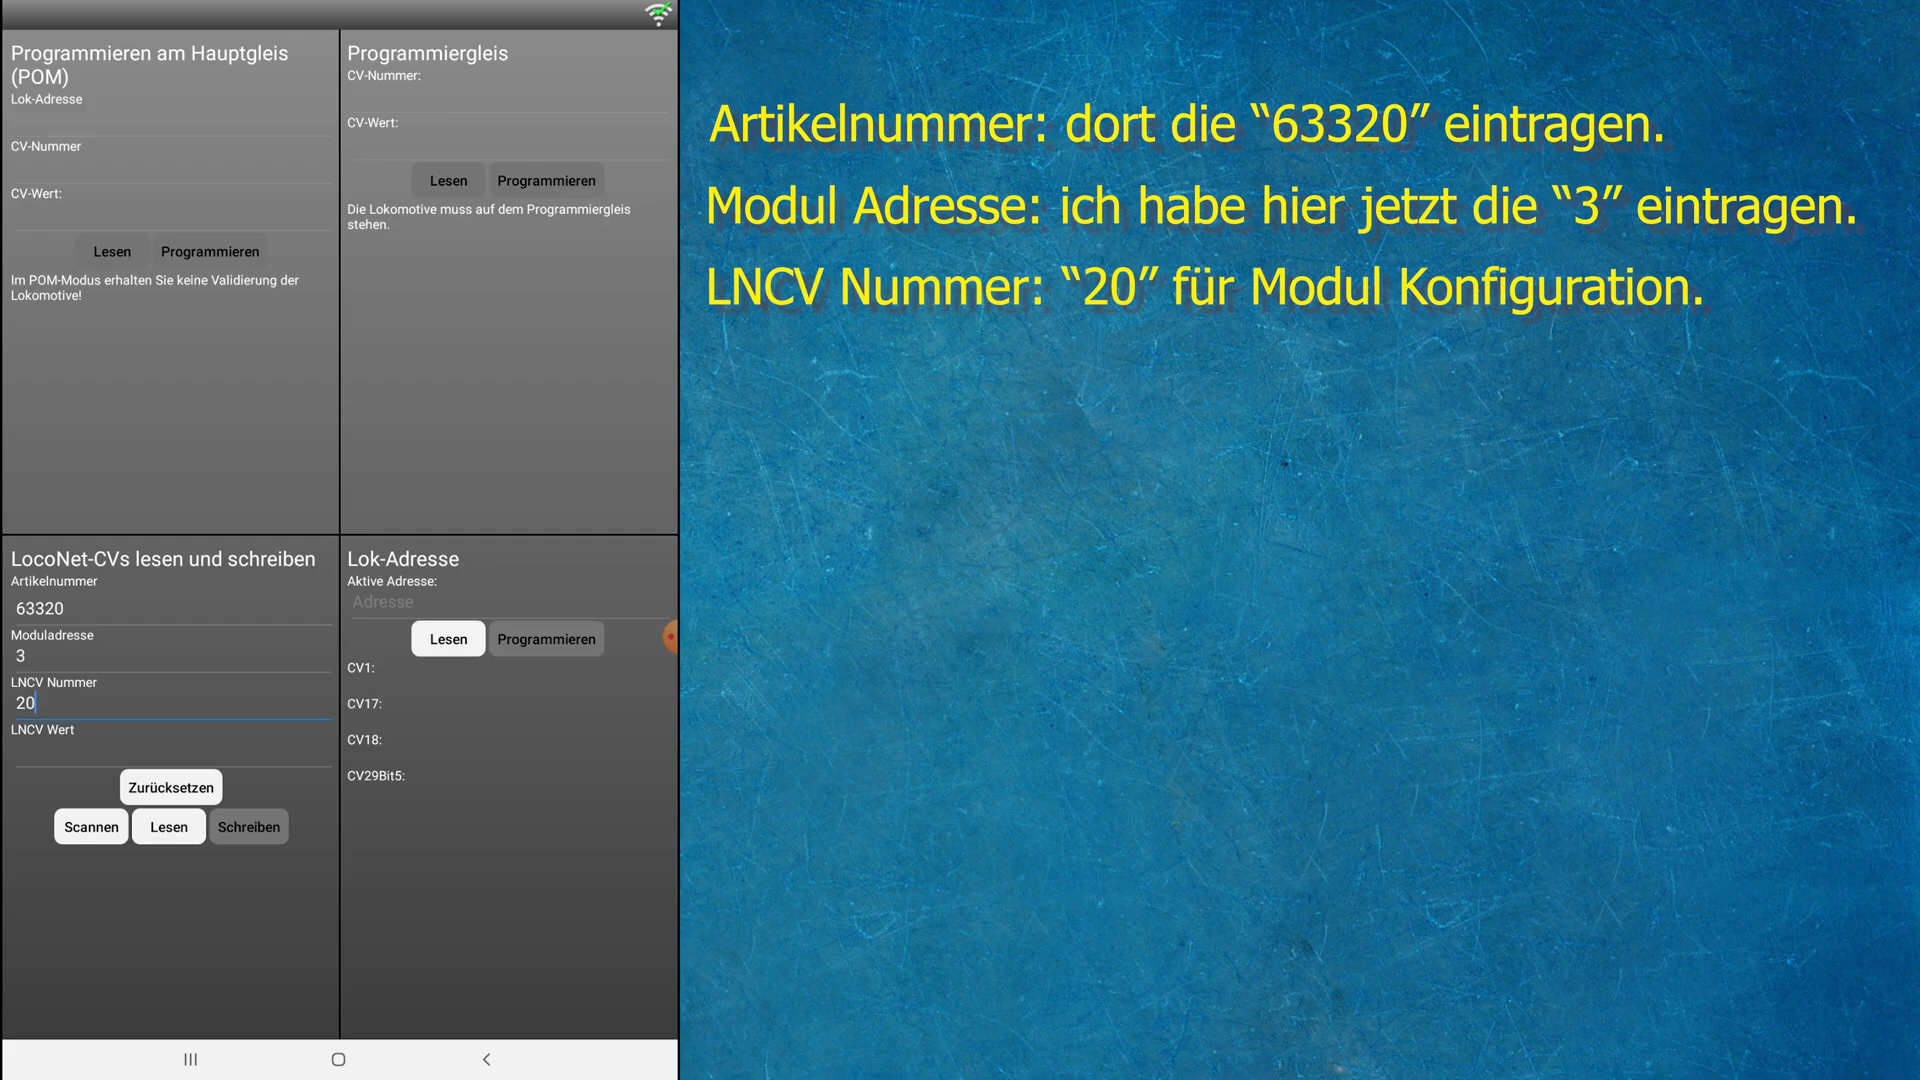 Programmieren am Hauptgleis
(POM)
Lok-Adresse
CV-Nummer
CV-Wert:
Lesen
Programmieren
Im POM-Modus erhalten Sie keine Validierung der
Lokomotive!
Programmiergleis
CV-Nummer:
CV-Wert:
Lesen
Programmieren
Die Lokomotive muss auf dem Programmiergleis
stehen.
LocoNet-CVs lesen und schreiben
Artikelnummer
63320
Moduladresse
3
LNCV Nummer
20
LNCV Wert
Zurücksetzen
Scannen
Lesen
Schreiben
Lok-Adresse
Aktive Adresse:
Adresse
Lesen
Programmieren
CV1:
CV17:
CV18:
CV29Bit5:
Artikelnummer: dort die “63320” eintragen.
Modul Adresse: ich habe hier jetzt die “3” eintragen.
LNCV Nummer: “20” für Modul Konfiguration.